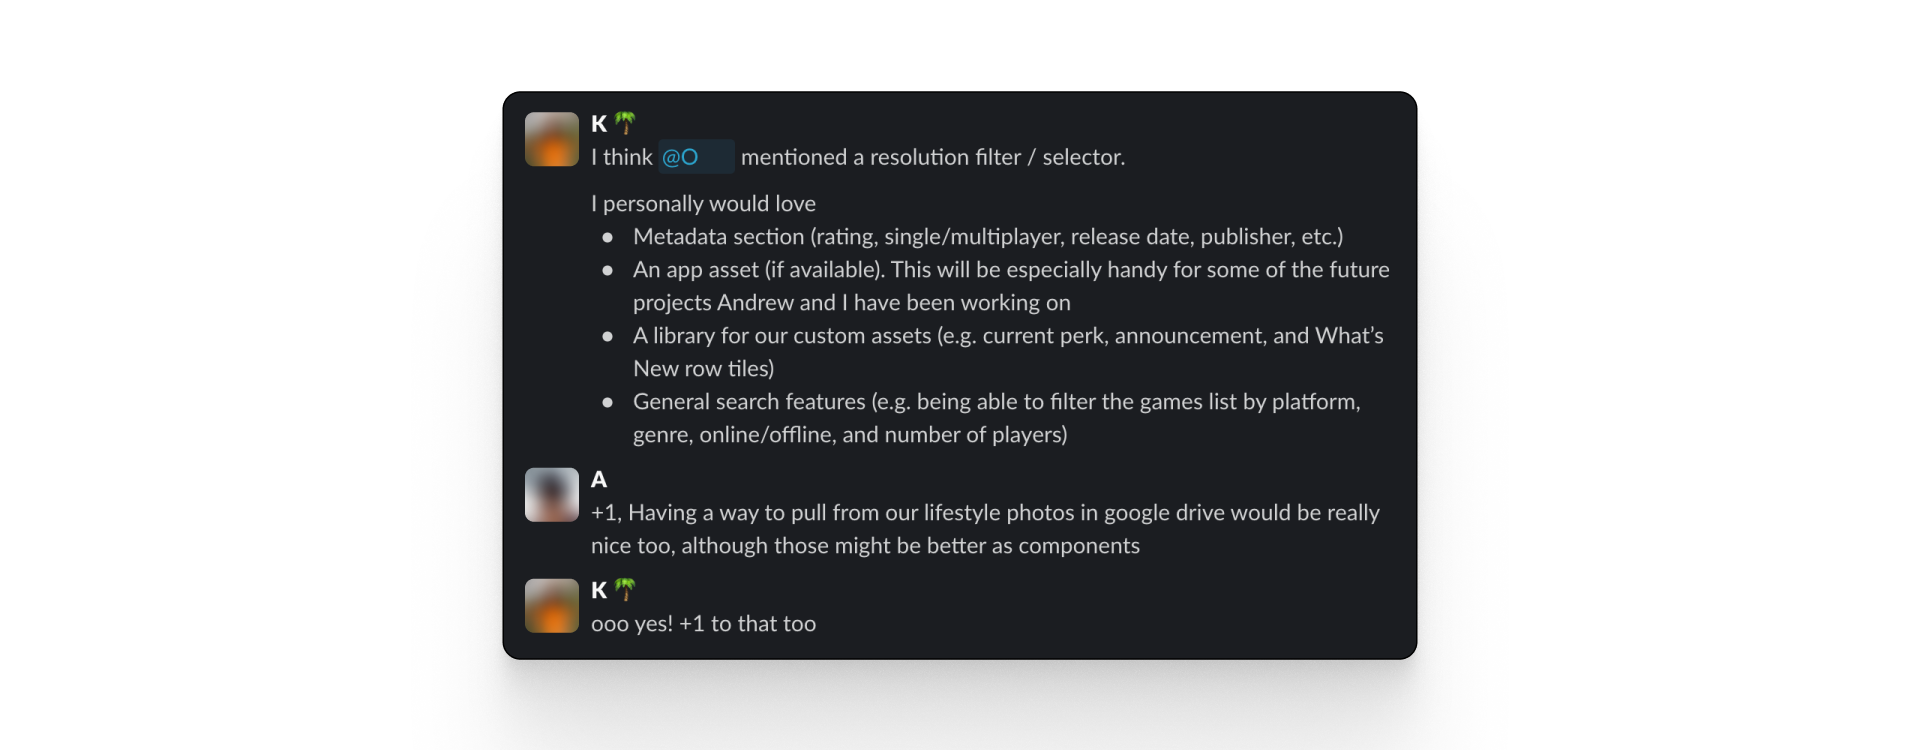 K 🌴
I think @O mentioned a resolution filter / selector.
I personally would love
● Metadata section (rating, single/multiplayer, release date, publisher, etc.)
● An app asset (if available). This will be especially handy for some of the future
projects Andrew and I have been working on
● A library for our custom assets (e.g. current perk, announcement, and What’s
New row tiles)
● General search features (e.g. being able to filter the games list by platform,
genre, online/offline, and number of players)
A
+1, Having a way to pull from our lifestyle photos in google drive would be really
nice too, although those might be better as components
K 🌴
ooo yes! +1 to that too